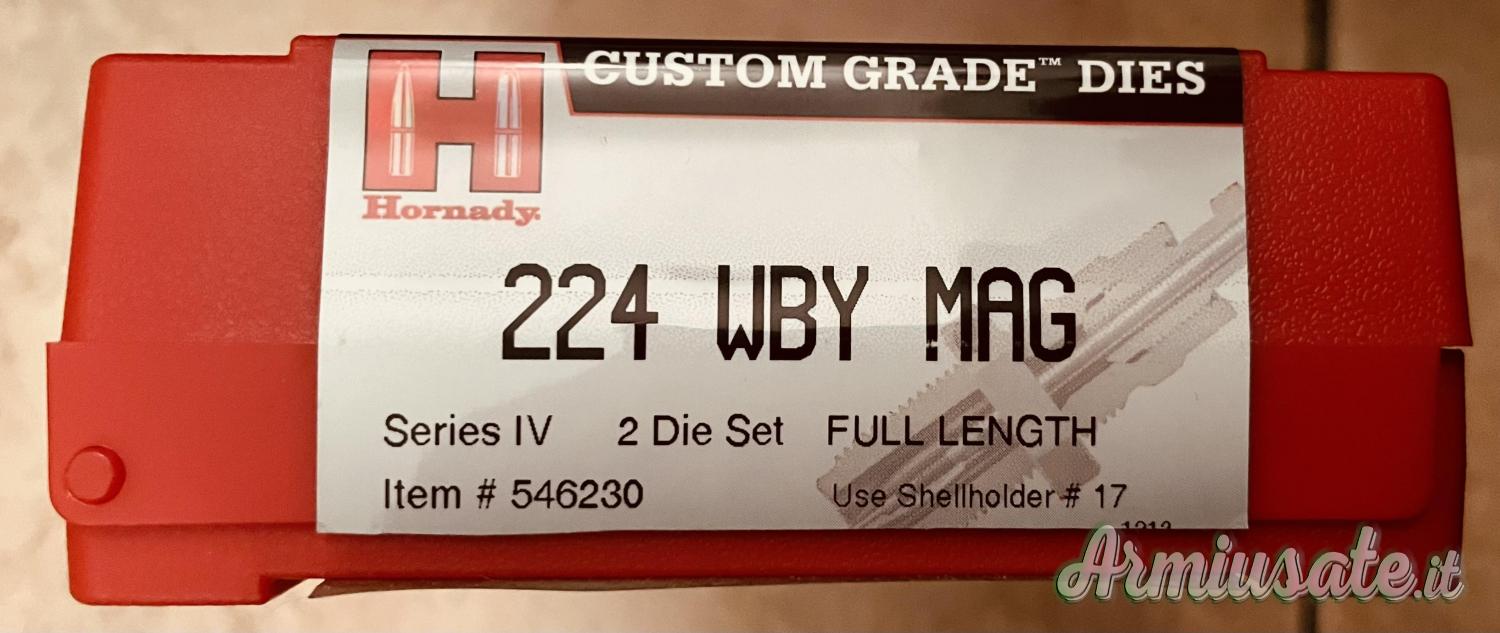 CUSTOM GRADE™ DIES
H
Hornady.
224 WBY MAG
Series IV 2 Die Set FULL LENGTH
Item # 546230 Use Shellholder # 17
Armiusate.it